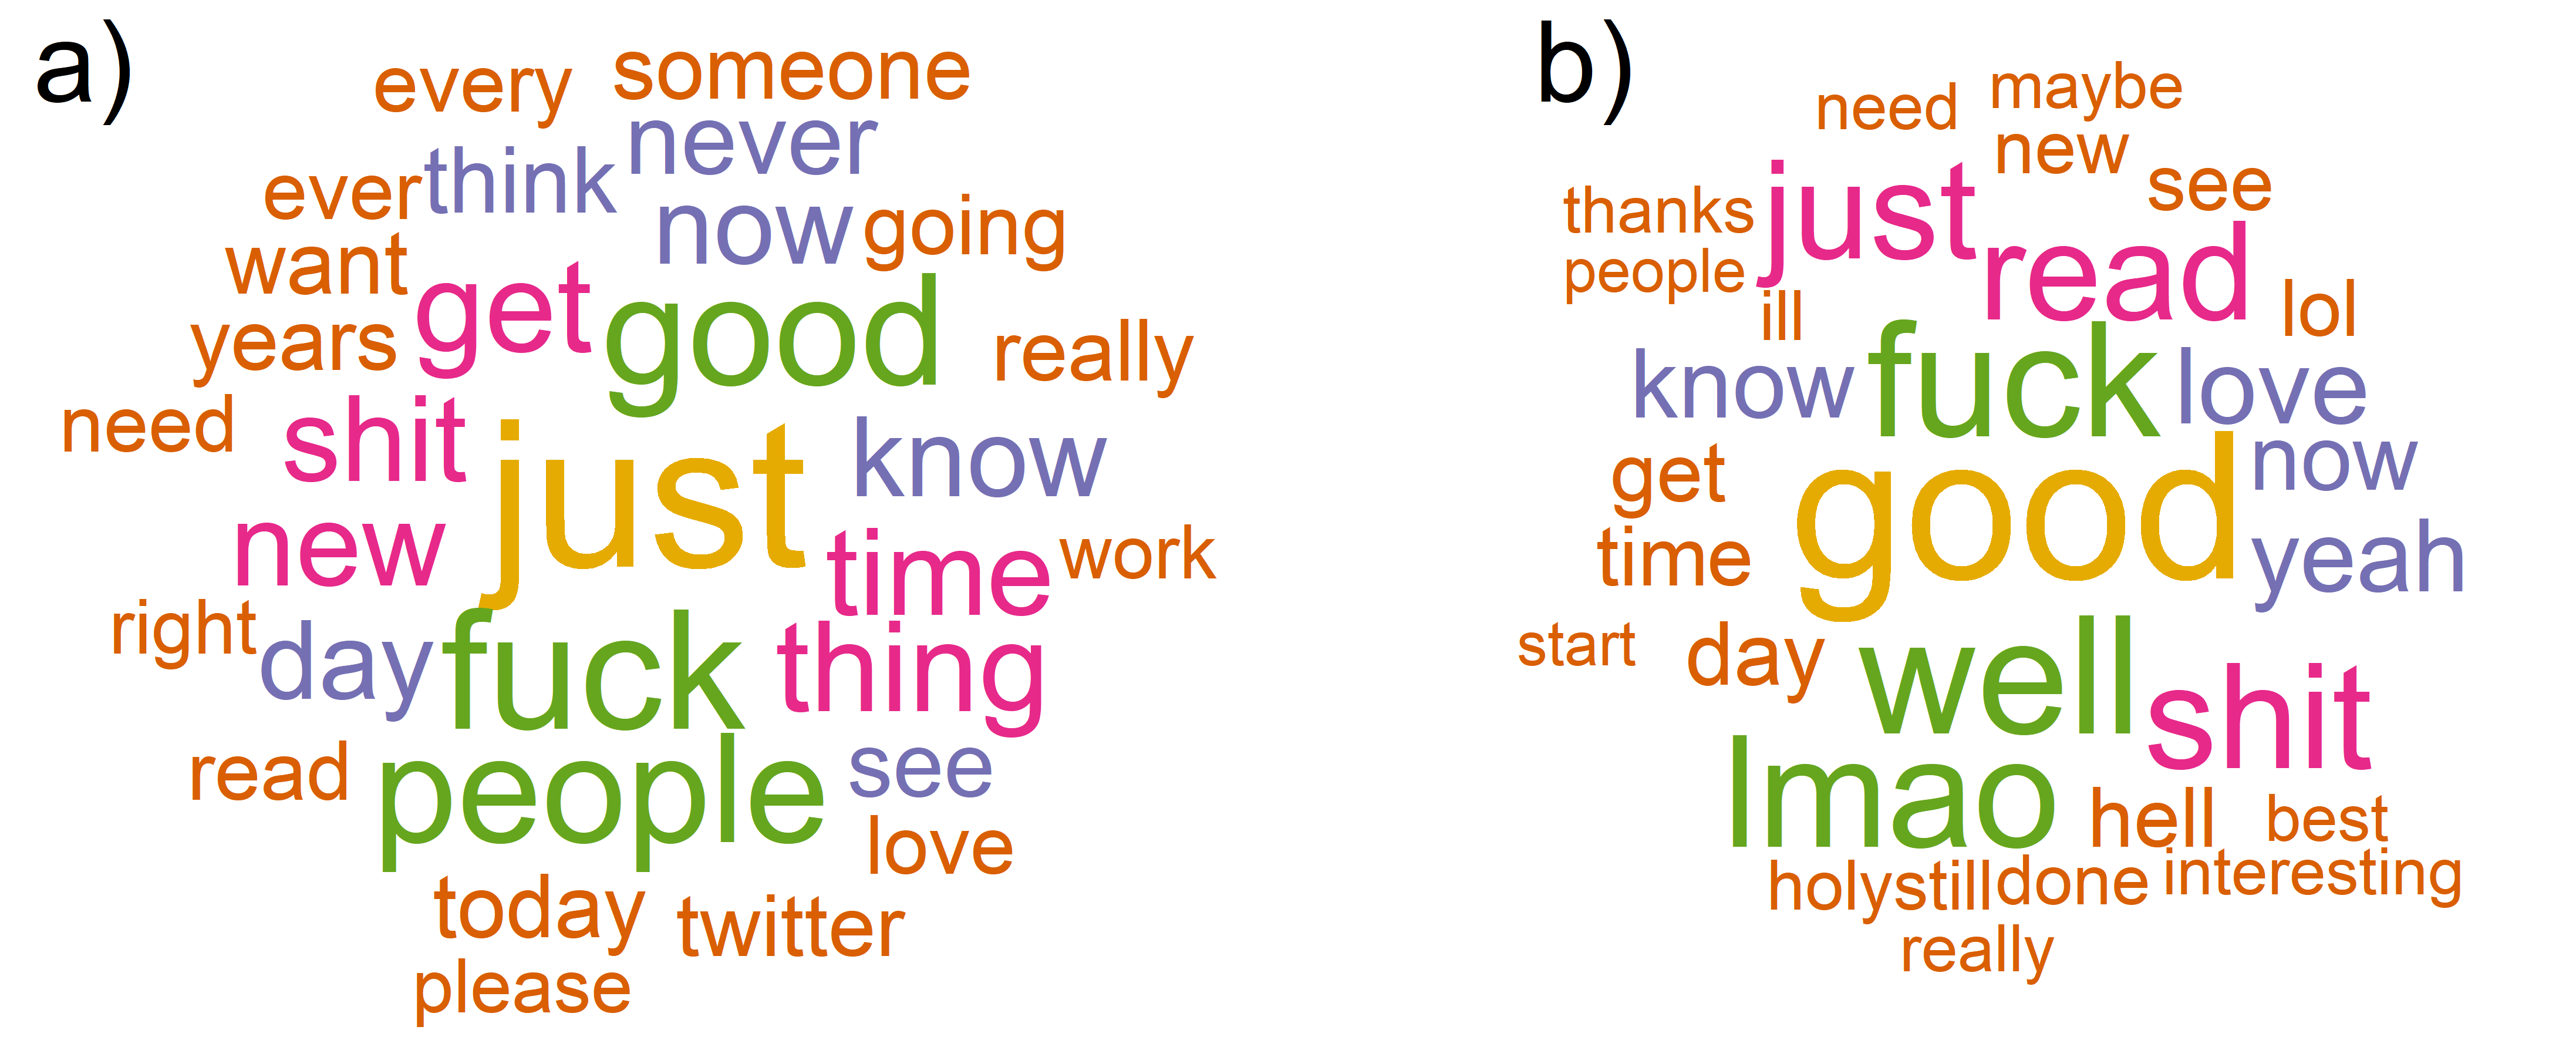 a)
every someone
never
ever think
now going
want
get good
years really
need shit just know
new time work
right day fuck thing
read people see
love
today twitter
please
b)
need maybe
new
see
thanks just
people read
ill lol
know fuck love
get good now
time yeah
start day well shit
lmao hell best
holy still done interesting
really